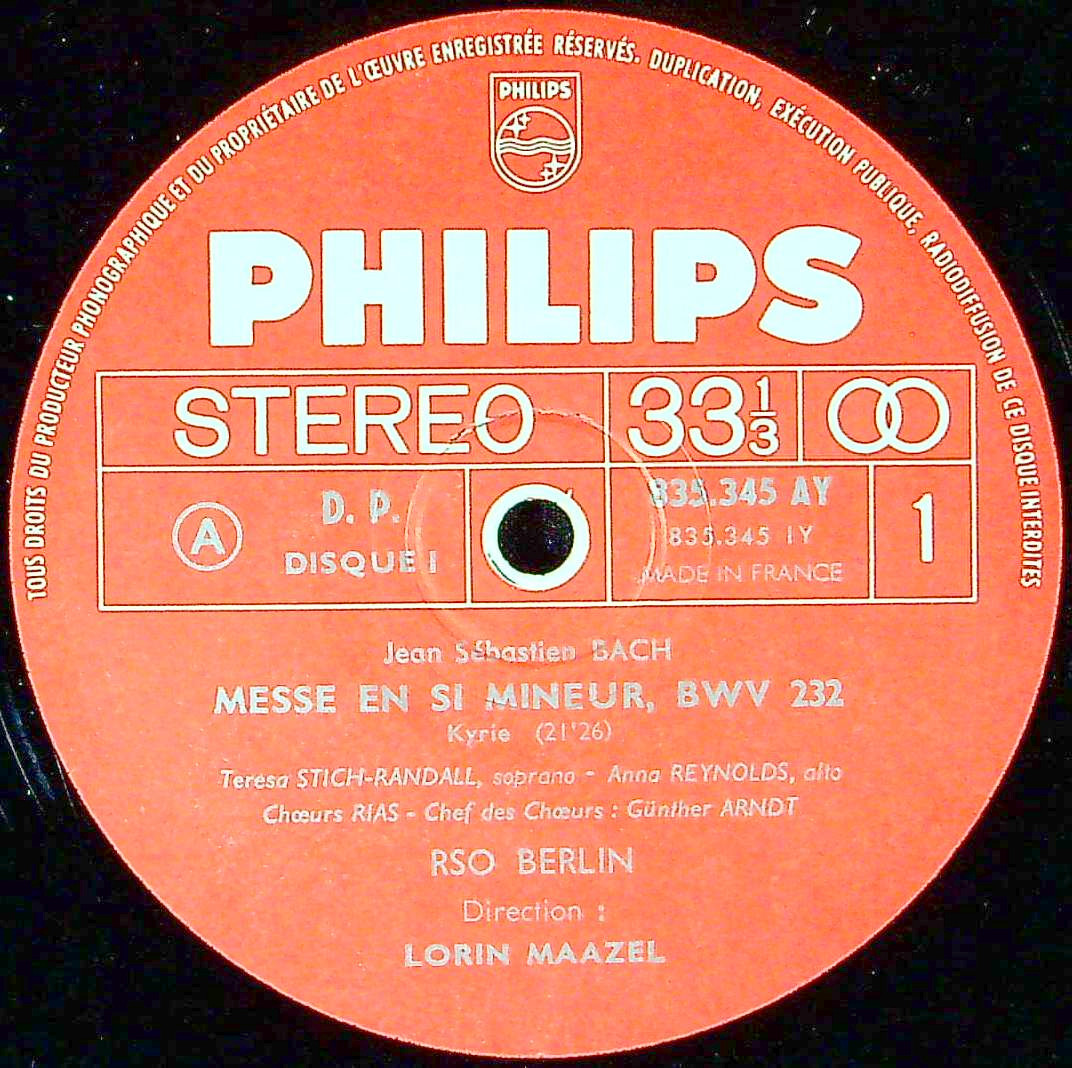 TOUS DROITS DU PRODUCTEUR PHONOGRAPHIQUE ET DU PROPRIÉTAIRE DE L'ŒUVRE ENREGISTRÉE RÉSERVÉS. DUPLICATION, EXÉCUTION PUBLIQUE, RADIODIFFUSION DE CE DISQUE INTERDITES
PHILIPS
PHILIPS
STEREO 33 1/3
A D. P. 835.345 AY 1
DISQUE I 835.345 IY
MADE IN FRANCE
Jean Sébastien BACH
MESSE EN SI MINEUR, BWV 232
Kyrie (21'26)
Teresa STICH-RANDALL, soprano - Anna REYNOLDS, alto
Chœurs RIAS - Chef des Chœurs : Günther ARNDT
RSO BERLIN
Direction :
LORIN MAAZEL